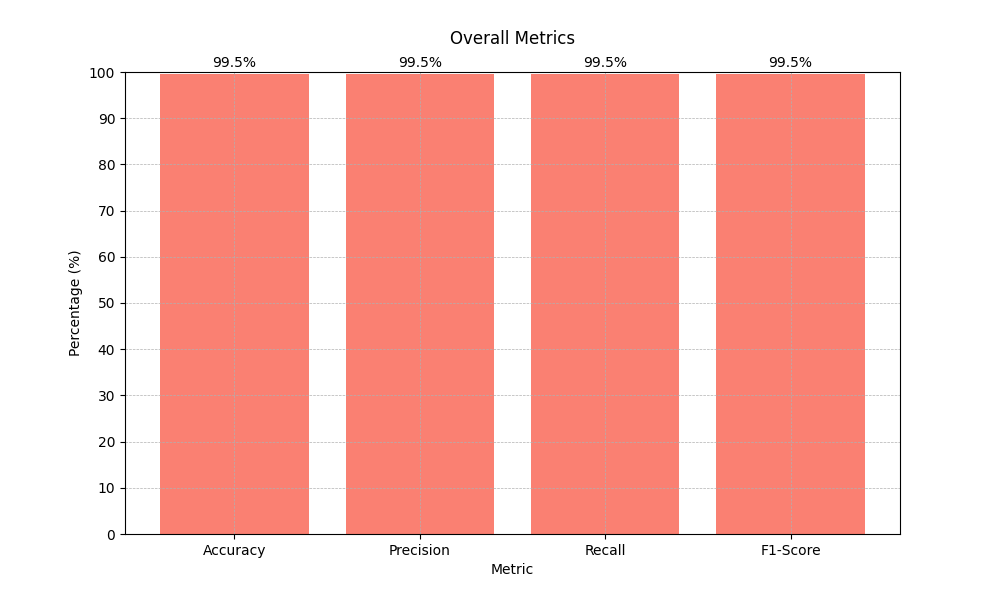 Overall Metrics
99.5% 99.5% 99.5% 99.5%
100
90
80
70
60
50
40
30
20
10
0
Percentage (%)
Accuracy Precision Recall F1-Score
Metric